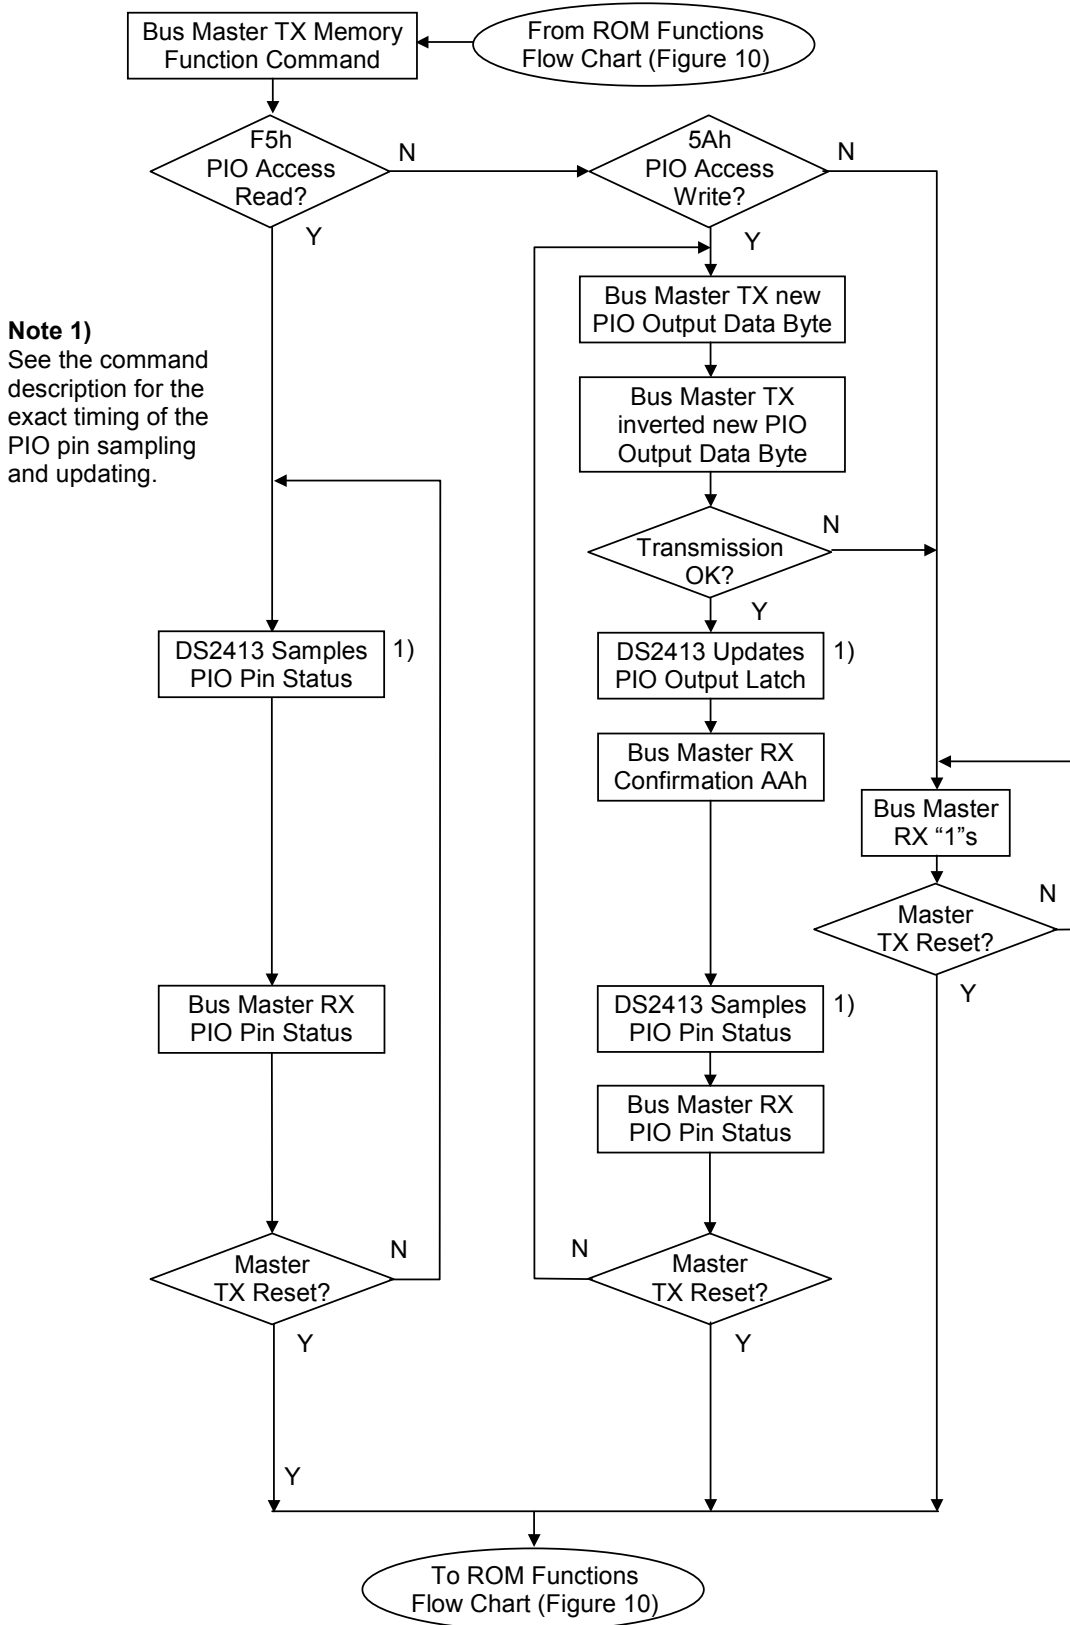 Bus Master TX Memory
Function Command
From ROM Functions
Flow Chart (Figure 10)
F5h
PIO Access
Read?
N
Y
5Ah
PIO Access
Write?
N
Y
Bus Master TX new
PIO Output Data Byte
Note 1)
See the command
description for the
exact timing of the
PIO pin sampling
and updating.
Bus Master TX
inverted new PIO
Output Data Byte
Transmission
OK?
N
Y
DS2413 Samples
PIO Pin Status
1)
DS2413 Updates
PIO Output Latch
1)
Bus Master RX
Confirmation AAh
Bus Master
RX “1”s
Master
TX Reset?
N
Y
Bus Master RX
PIO Pin Status
DS2413 Samples
PIO Pin Status
1)
Bus Master RX
PIO Pin Status
Master
TX Reset?
N
Y
N
Master
TX Reset?
Y
Y
To ROM Functions
Flow Chart (Figure 10)